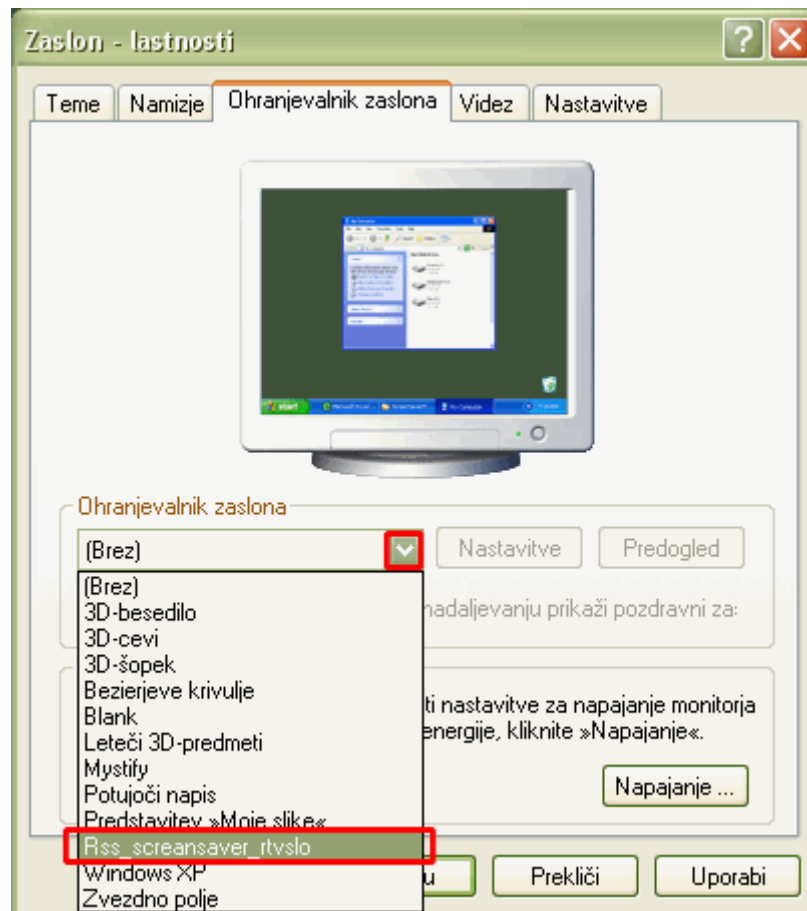 Zaslon - lastnosti
Teme Namizje Ohranjevalnik zaslona Videz Nastavitve
start
Ohranjevalnik zaslona
(Brez) Nastavitve Predogled
(Brez)
3D-besedilo
3D-cevi
3D-šopek
Bezierjeve krivulje
Blank
Leteči 3D-predmeti
Mystify
Potujoči napis
Predstavitev »Moje slike«
Rss_screansaver_rtvslo
Windows XP
Zvezdno polje
nadaljevanju prikaži pozdravni za:
ti nastavitve za napajanje monitorja
energije, kliknite »Napajanje«.
Napajanje ...
u Prekliči Uporabi